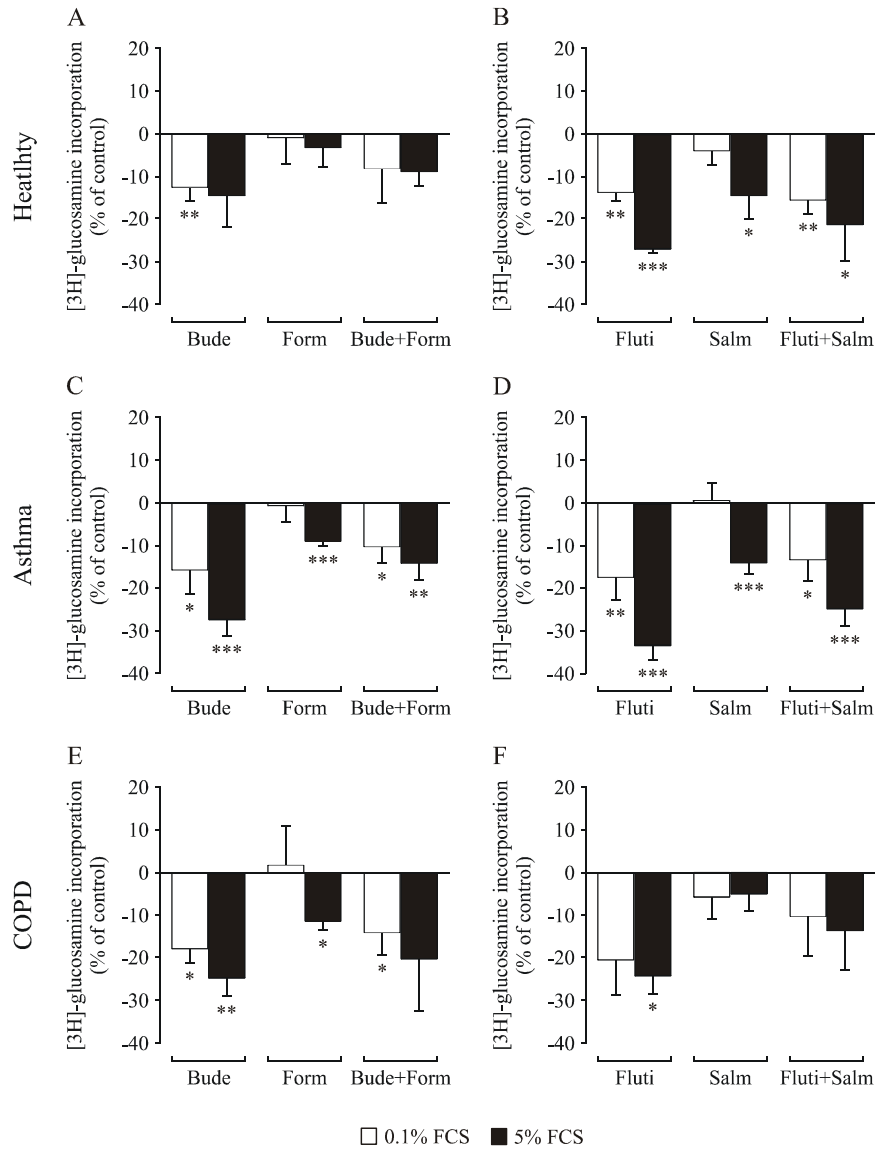 A
[3H]-glucosamine incorporation
(% of control)
20
10
0
-10
-20
-30
-40
**
Bude
Form
Bude+Form
B
[3H]-glucosamine incorporation
(% of control)
20
10
0
-10
-20
-30
-40
**
***
*
**
*
Fluti
Salm
Fluti+Salm
Heatlhty
C
[3H]-glucosamine incorporation
(% of control)
20
10
0
-10
-20
-30
-40
*
***
***
*
**
Bude
Form
Bude+Form
D
[3H]-glucosamine incorporation
(% of control)
20
10
0
-10
-20
-30
-40
**
***
***
*
***
Fluti
Salm
Fluti+Salm
Asthma
E
[3H]-glucosamine incorporation
(% of control)
20
10
0
-10
-20
-30
-40
*
**
*
*
Bude
Form
Bude+Form
F
[3H]-glucosamine incorporation
(% of control)
20
10
0
-10
-20
-30
-40
*
Fluti
Salm
Fluti+Salm
COPD
0.1% FCS
5% FCS